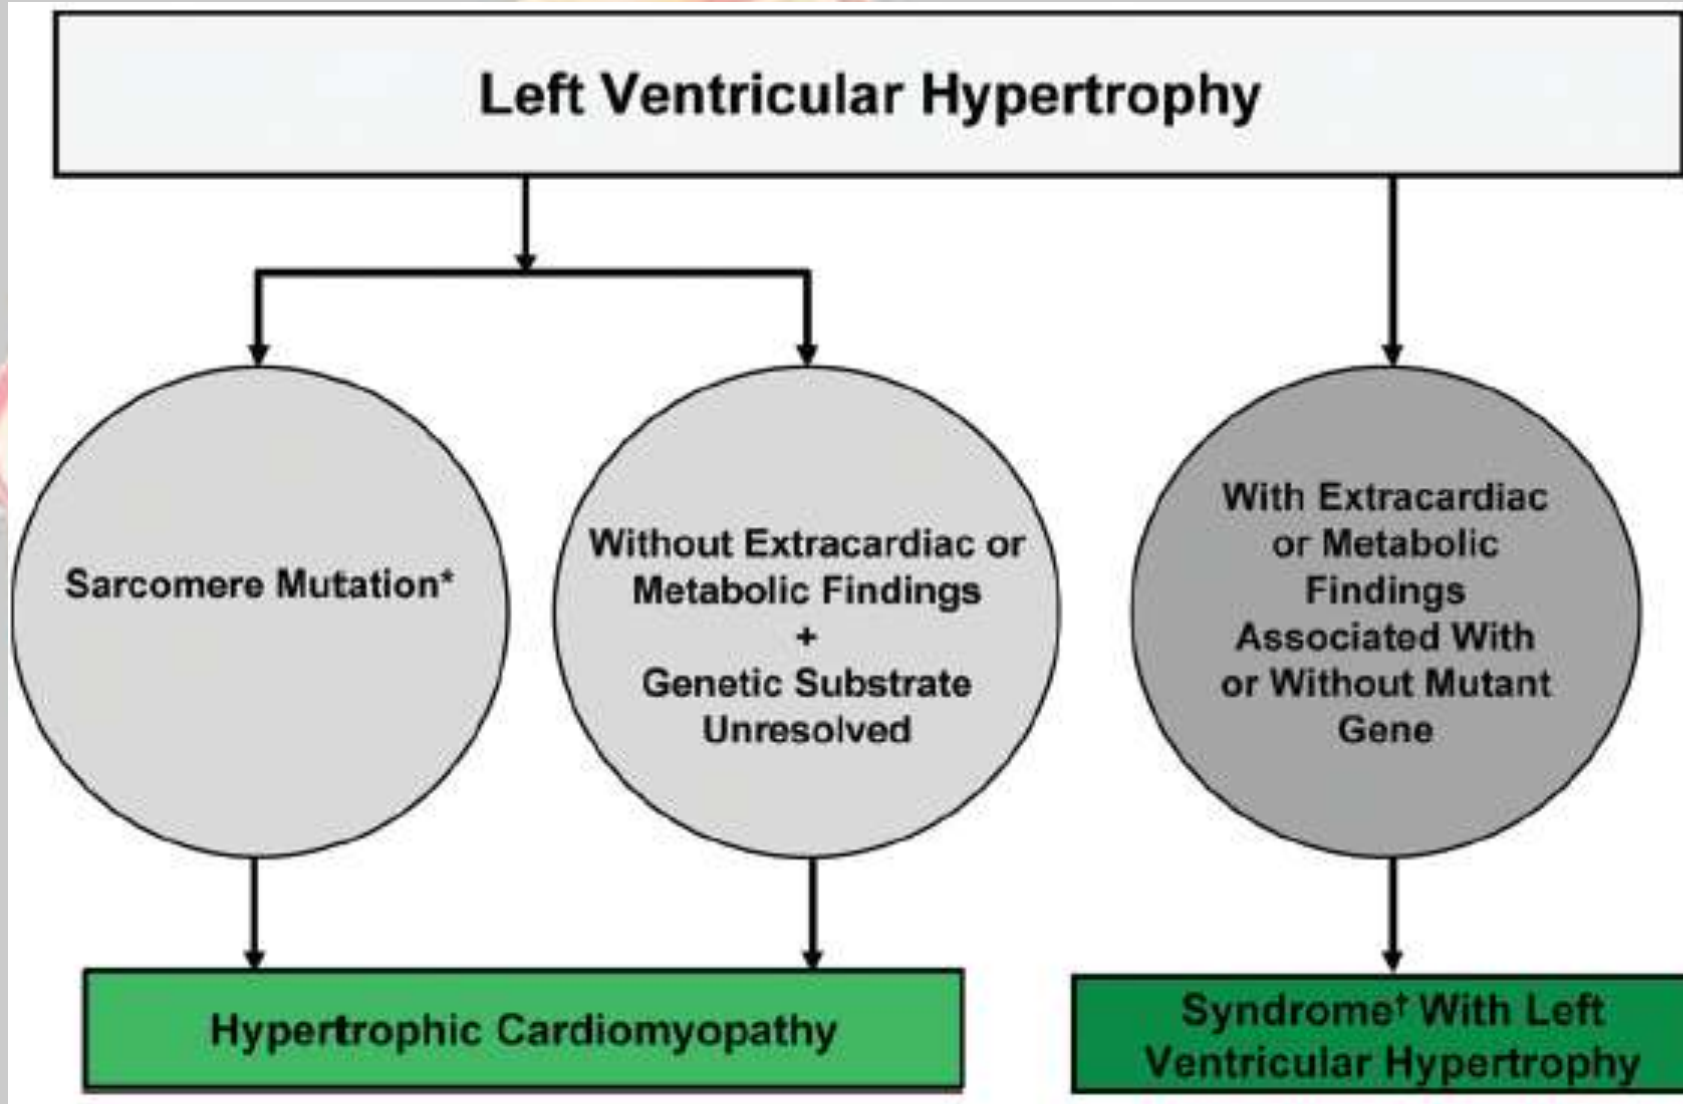 Left Ventricular Hypertrophy
Sarcomere Mutation*
Without Extracardiac or
Metabolic Findings
+
Genetic Substrate
Unresolved
With Extracardiac
or Metabolic
Findings
Associated With
or Without Mutant
Gene
Hypertrophic Cardiomyopathy
Syndrome† With Left
Ventricular Hypertrophy